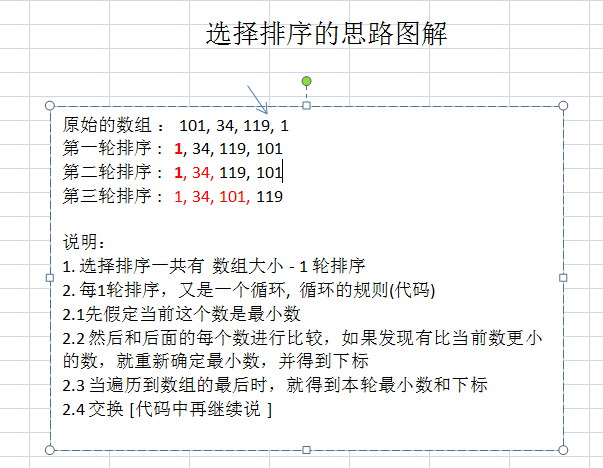 选择排序的思路图解
原始的数组： 101, 34, 119, 1
第一轮排序： 1, 34, 119, 101
第二轮排序： 1, 34, 119, 101
第三轮排序： 1, 34, 101, 119
说明：
1. 选择排序一共有 数组大小 - 1 轮排序
2. 每1轮排序，又是一个循环, 循环的规则(代码)
2.1先假定当前这个数是最小数
2.2 然后和后面的每个数进行比较，如果发现有比当前数更小
的数，就重新确定最小数，并得到下标
2.3 当遍历到数组的最后时，就得到本轮最小数和下标
2.4 交换 [代码中再继续说 ]